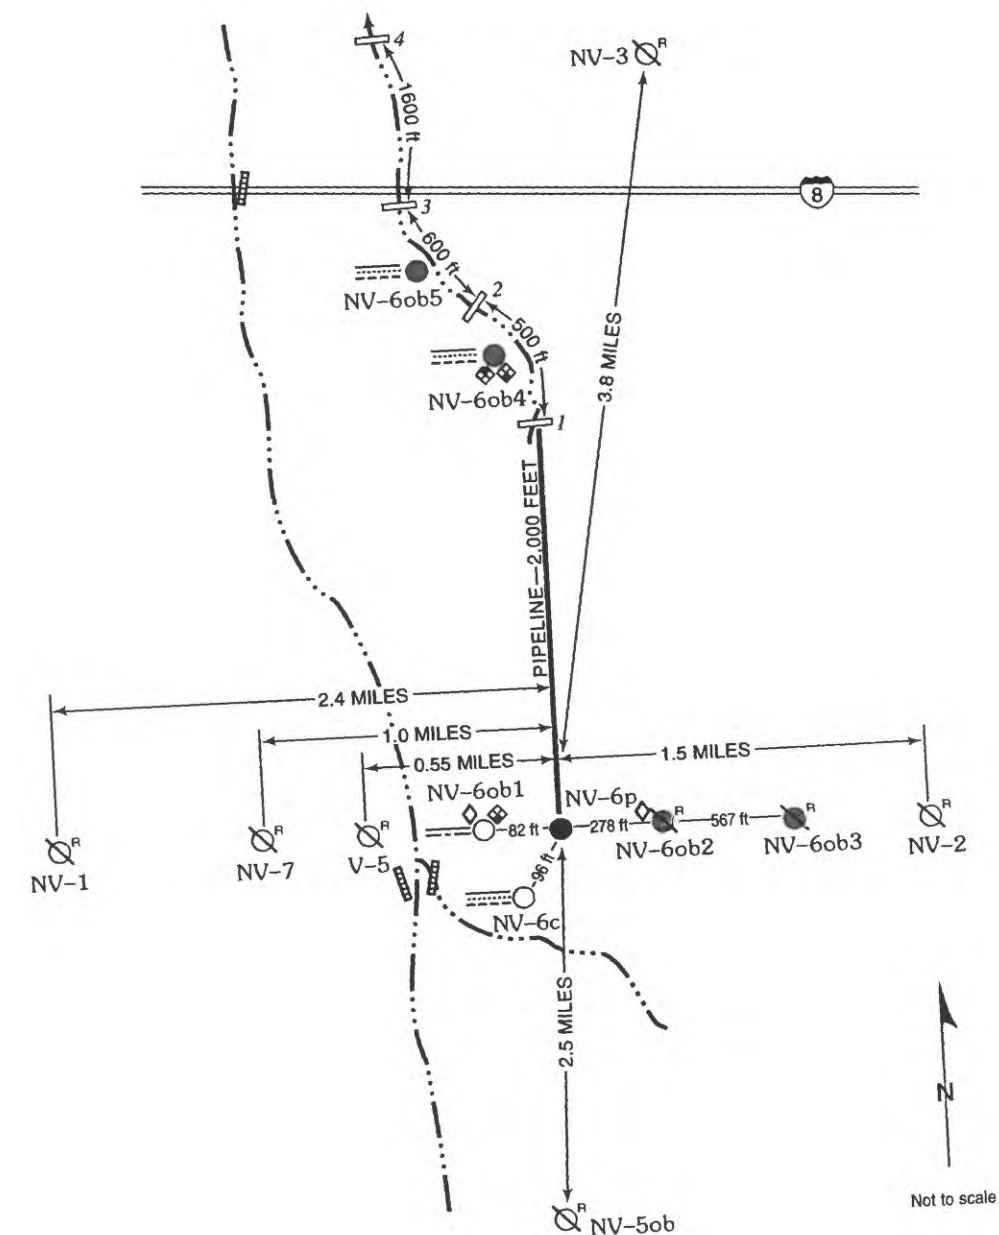 4
NV-3 R
1600 ft
8
3
600 ft
2
NV-6ob5
500 ft
NV-6ob4
1
3.8 MILES
PIPELINE—2,000 FEET
2.4 MILES
1.0 MILES
1.5 MILES
0.55 MILES
NV-6ob1
NV-6p
R
R
R
R
R
R
82 ft
278 ft
567 ft
NV-1
NV-7
V-5
NV-6ob2
NV-6ob3
NV-2
96 ft
NV-6c
2.5 MILES
N
Not to scale
R
NV-5ob